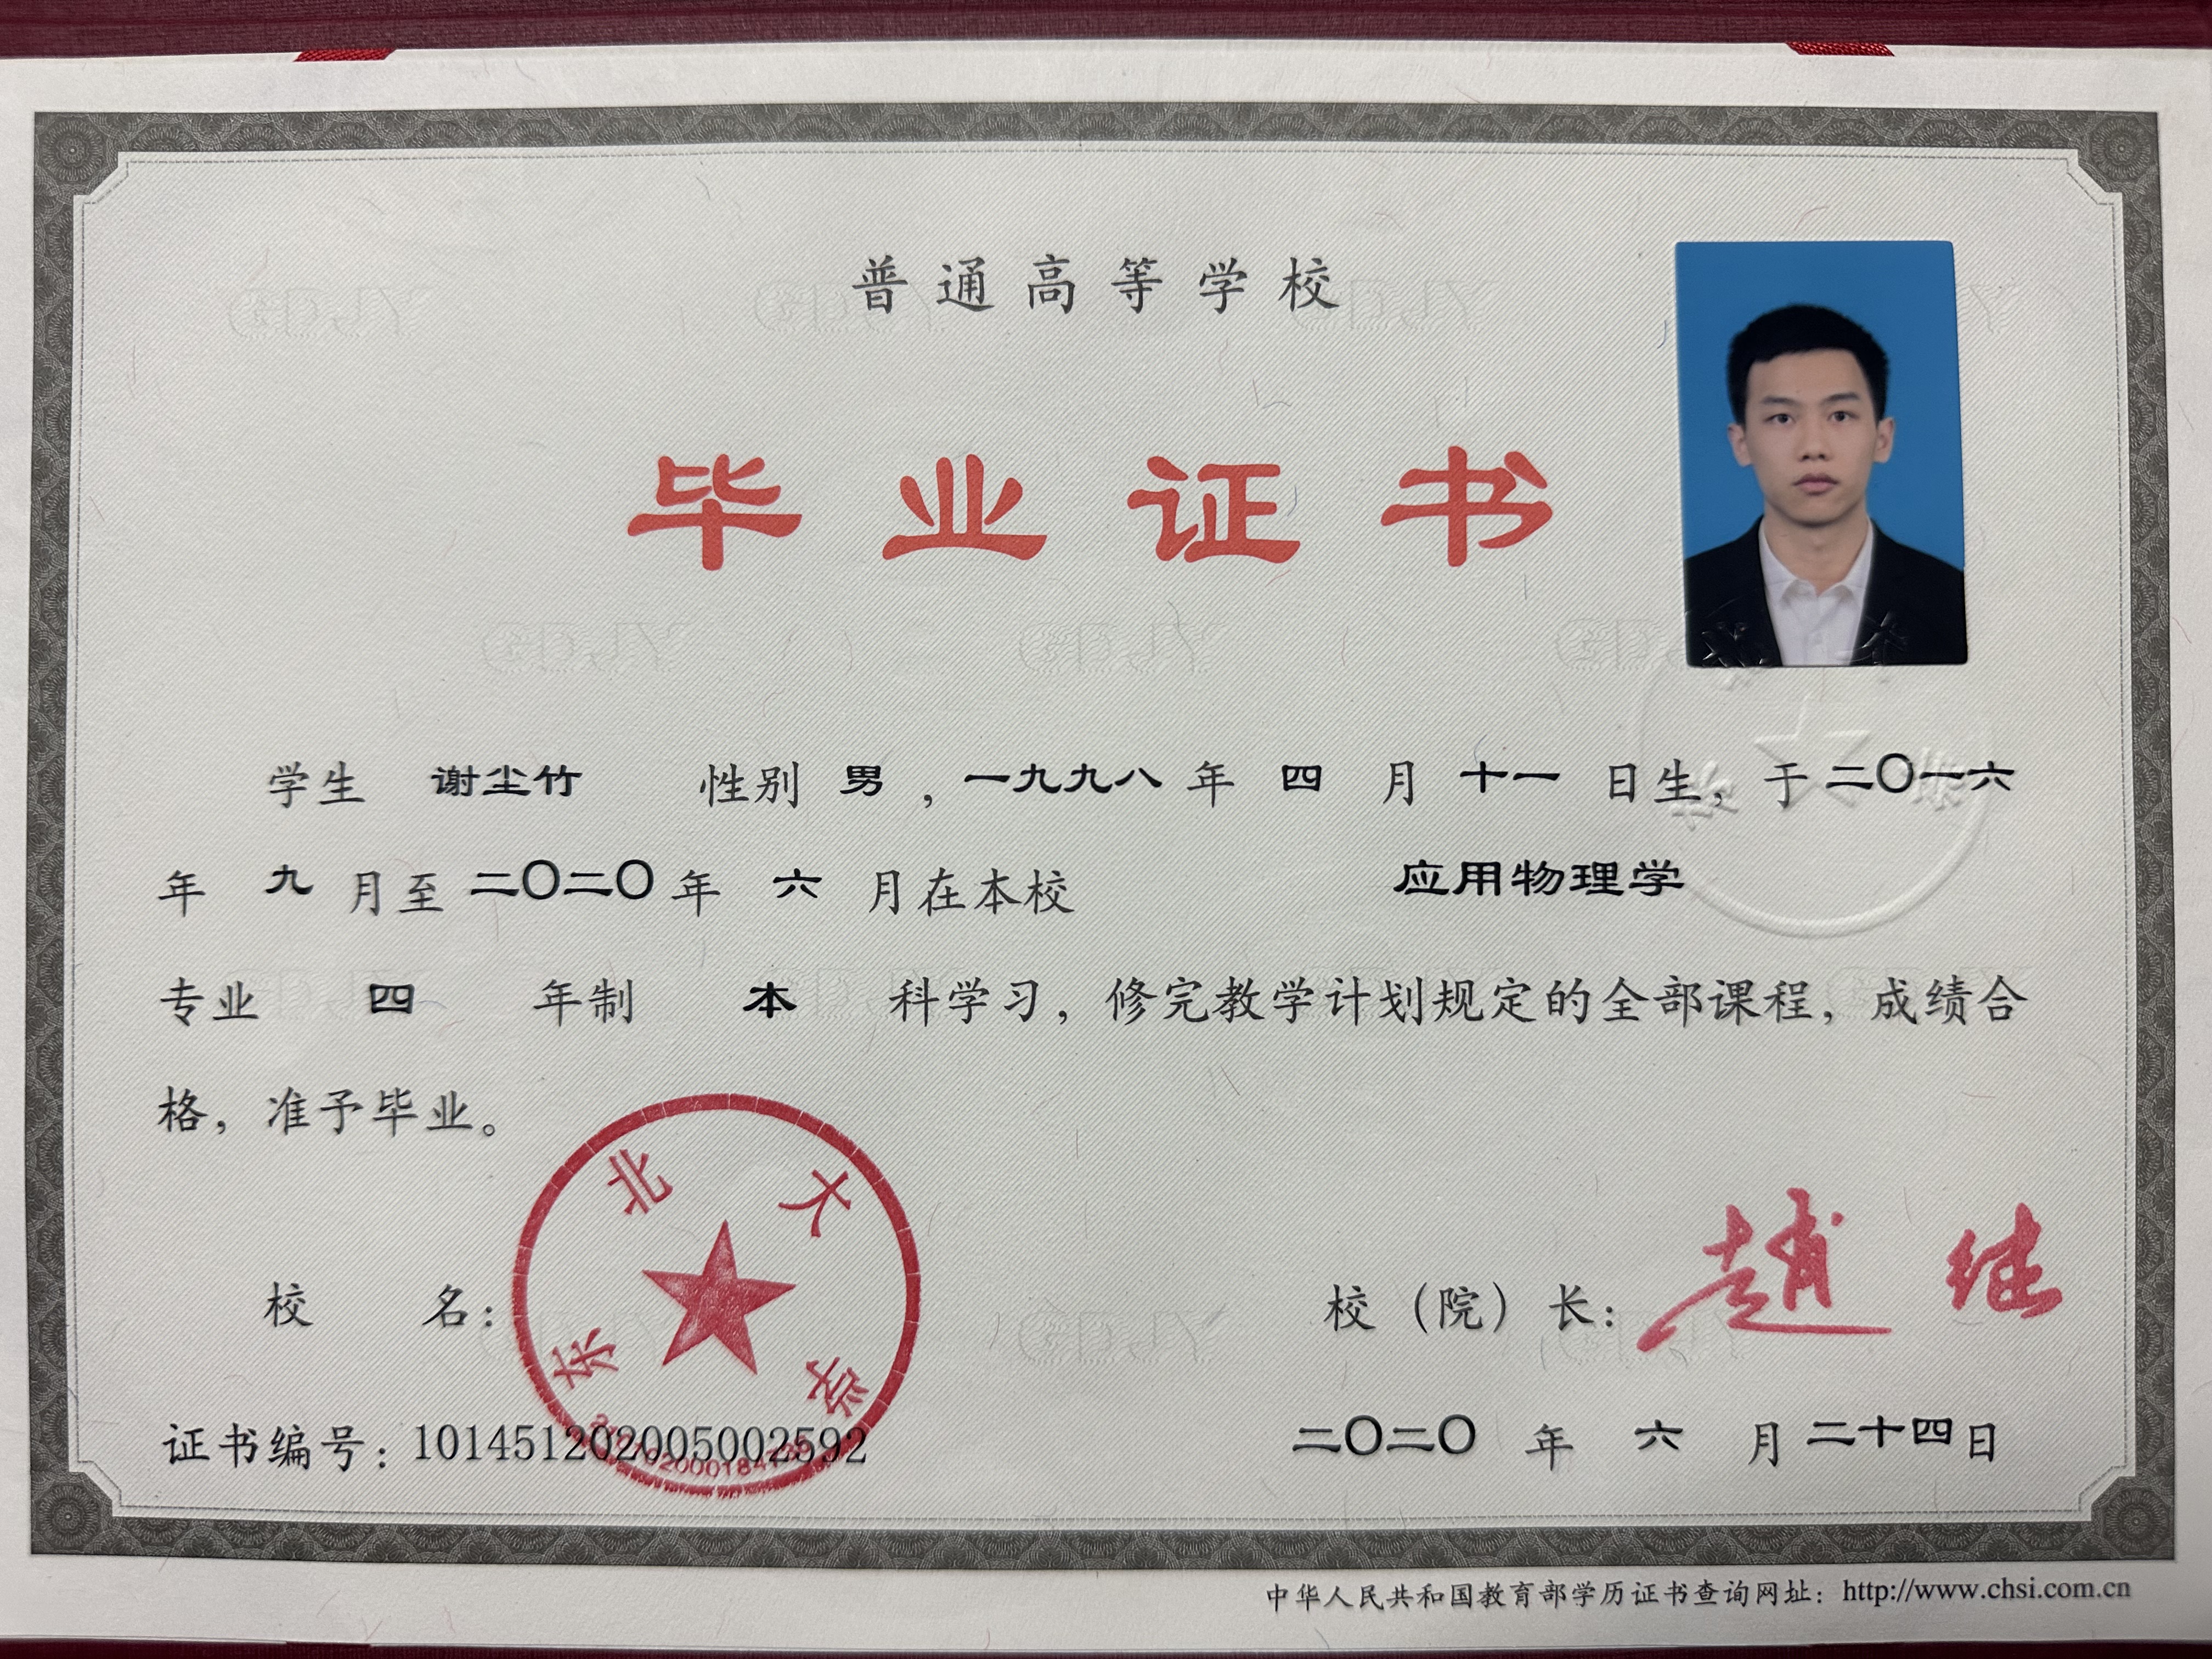 普通高等学校
毕业证书
学生 谢尘竹 性别 男，一九九八年 四 月 十一 日生，于二〇一六
年 九 月至二〇二〇年 六 月在本校 应用物理学
专业 四 年制 本 科学习，修完教学计划规定的全部课程，成绩合
格，准予毕业。
东北大学
校 名：
校（院）长：赵 继
证书编号：101451202005002592
二〇二〇 年 六 月二十四日
中华人民共和国教育部学历证书查询网址：http://www.chsi.com.cn